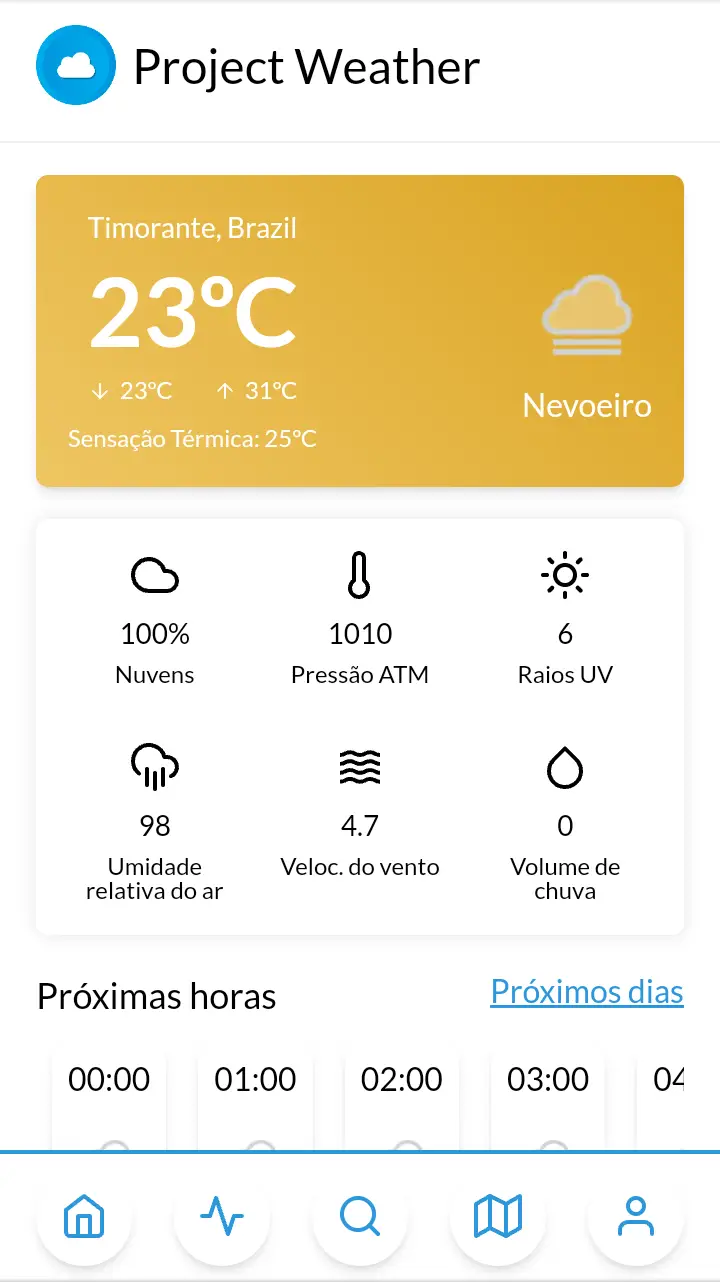 Project Weather
Timorante, Brazil
23°C
↓ 23°C ↑ 31°C
Nevoeiro
Sensação Térmica: 25°C
100% 1010 6
Nuvens Pressão ATM Raios UV
98 4.7 0
Umidade relativa do ar Veloc. do vento Volume de chuva
Próximas horas Próximos dias
00:00 01:00 02:00 03:00 04